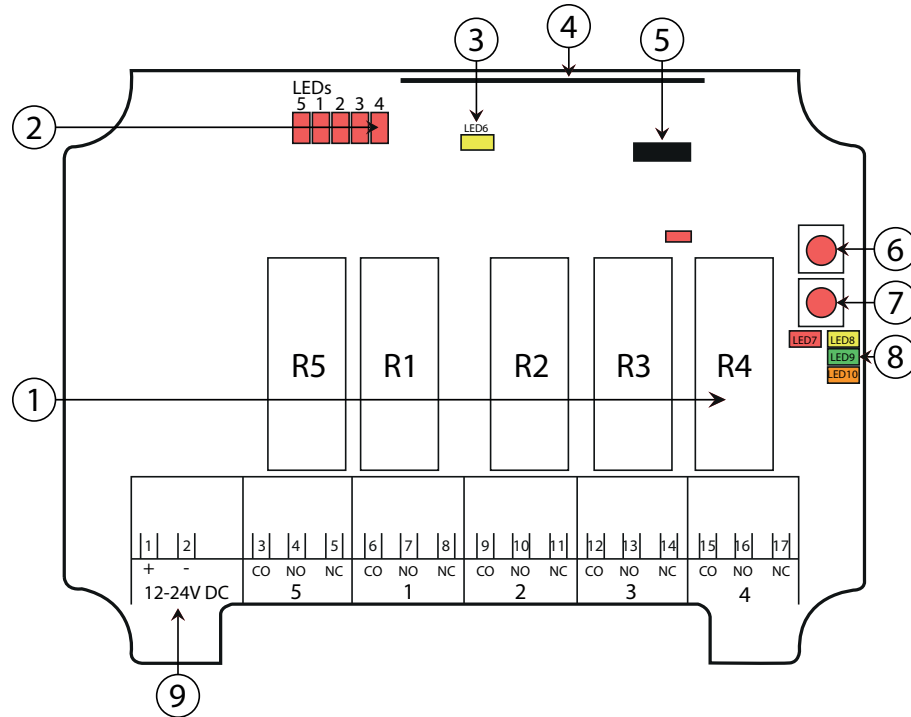 3 4 5
LEDs
5 1 2 3 4
2
LED6
6
7
LED7 LED8
LED9
LED10
8
R5 R1 R2 R3 R4
1
1 2 3 4 5 6 7 8 9 10 11 12 13 14 15 16 17
+ - CO NO NC CO NO NC CO NO NC CO NO NC CO NO NC
12-24V DC 5 1 2 3 4
9